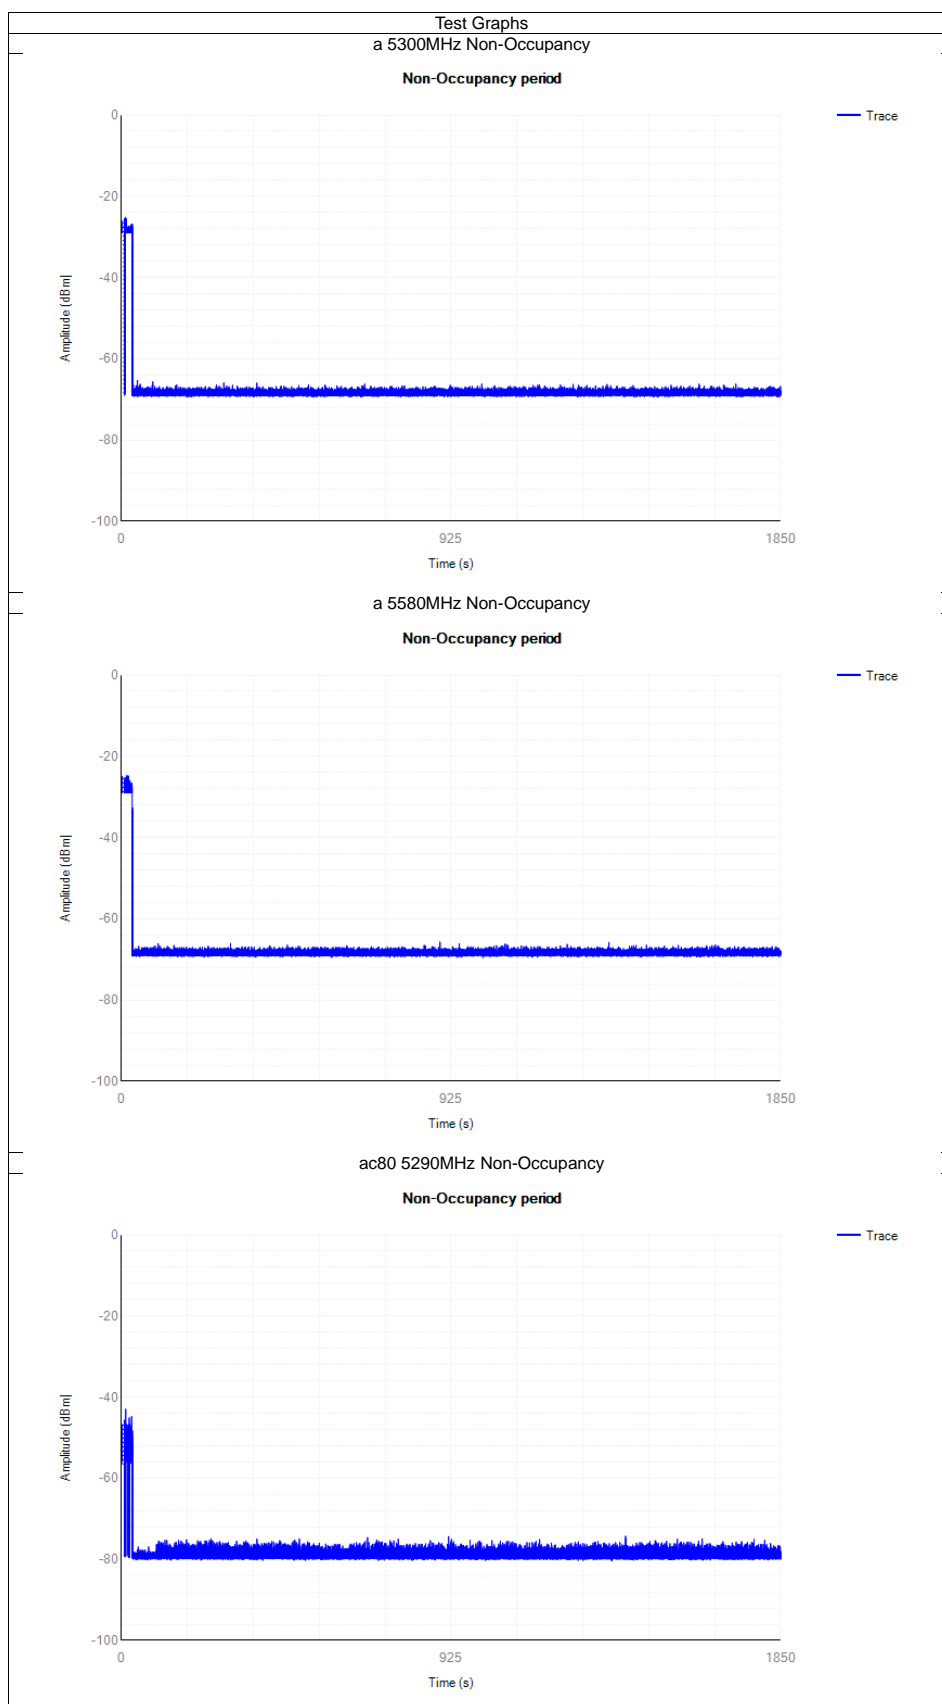 Test Graphs
a 5300MHz Non-Occupancy
Non-Occupancy period
0
Trace
-20
-40
Amplitude [dBm]
-60
-80
-100
0
925
1850
Time (s)
a 5580MHz Non-Occupancy
Non-Occupancy period
0
Trace
-20
-40
Amplitude [dBm]
-60
-80
-100
0
925
1850
Time (s)
ac80 5290MHz Non-Occupancy
Non-Occupancy period
0
Trace
-20
-40
Amplitude [dBm]
-60
-80
-100
0
925
1850
Time (s)